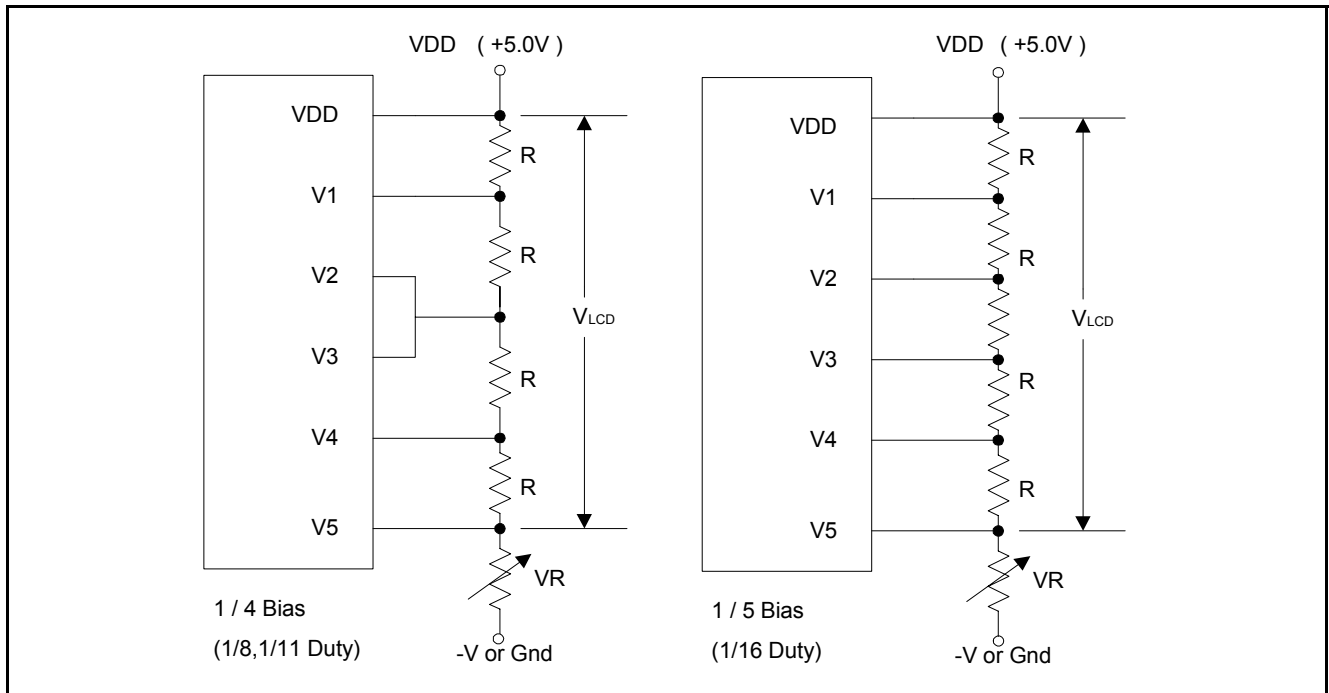 VDD ( +5.0V )
VDD
R
V1
R
V2
VLCD
V3
R
V4
R
V5
VR
1 / 4 Bias
(1/8,1/11 Duty)
-V or Gnd
VDD ( +5.0V )
VDD
R
V1
R
V2
VLCD
V3
R
V4
R
V5
VR
1 / 5 Bias
(1/16 Duty)
-V or Gnd